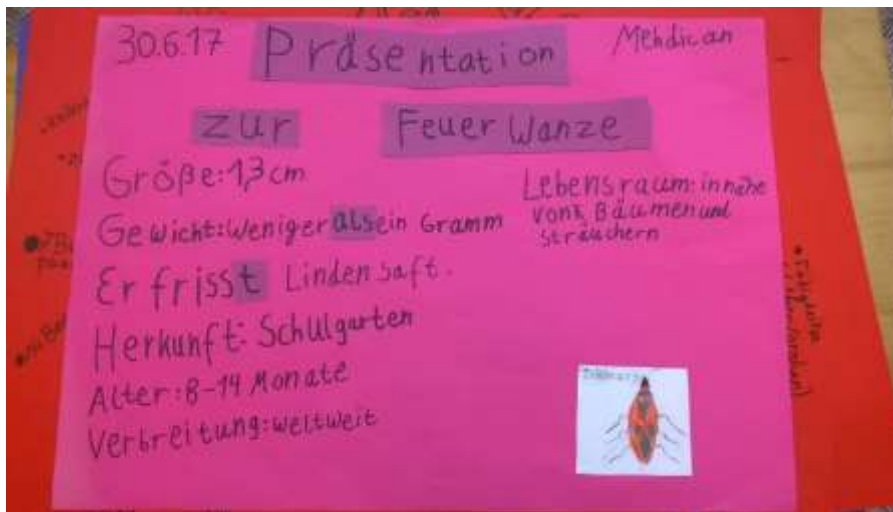 30.6.17 Präsentation Mehdican
zur Feuer Wanze
Größe: 1,3 cm
Gewicht: Weniger als ein Gramm
Er frisst Lindensaft.
Herkunft: Schulgarten
Alter: 8-14 Monate
Verbreitung: weltweit
Lebensraum: in nähe
von Bäumen und
sträuchern